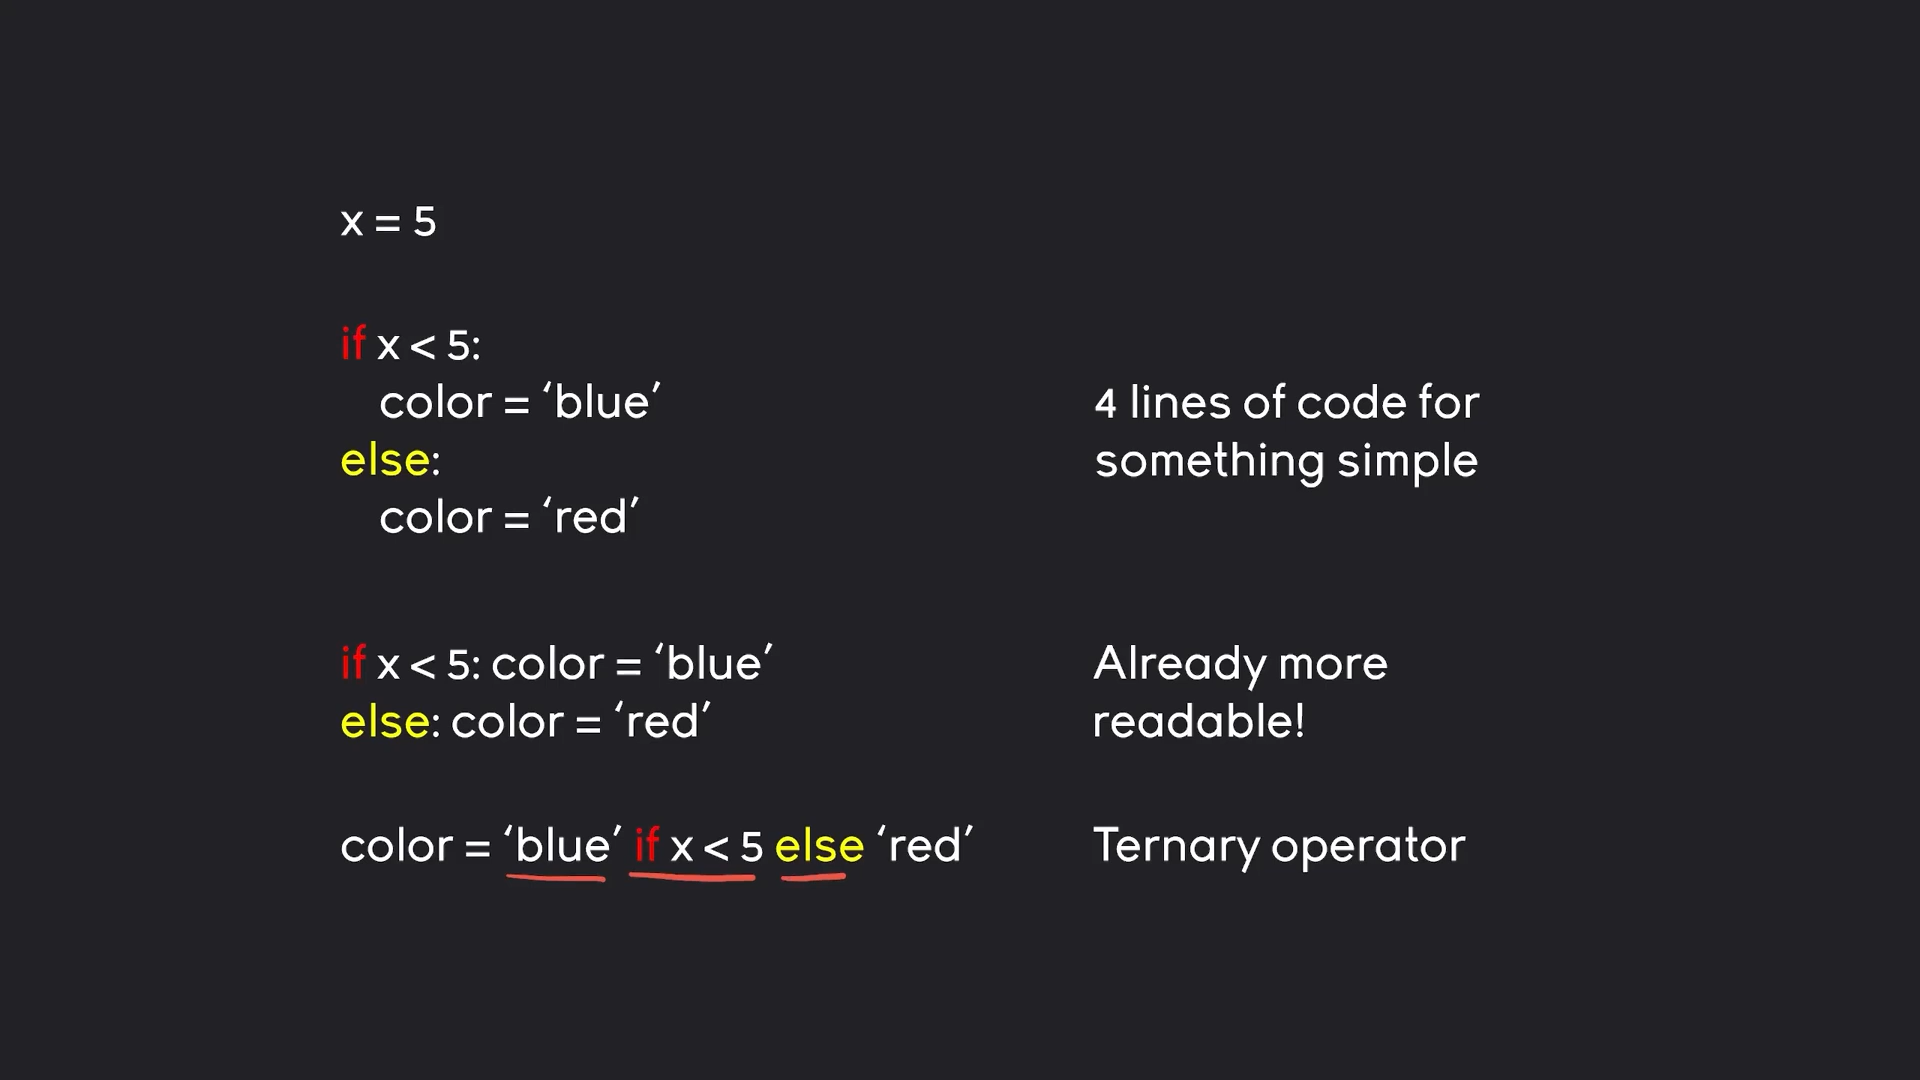 x = 5
if x < 5:
color = ‘blue’
else:
color = ‘red’
4 lines of code for
something simple
if x < 5: color = ‘blue’
else: color = ‘red’
Already more
readable!
color = ‘blue’ if x < 5 else ‘red’
Ternary operator